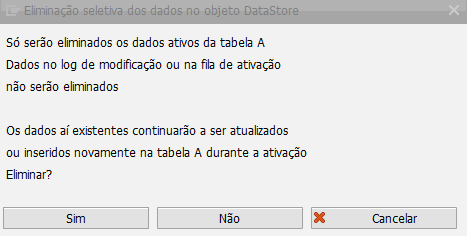 Eliminação seletiva dos dados no objeto DataStore
Só serão eliminados os dados ativos da tabela A
Dados no log de modificação ou na fila de ativação
não serão eliminados
Os dados aí existentes continuarão a ser atualizados
ou inseridos novamente na tabela A durante a ativação
Eliminar?
Sim
Não
Cancelar